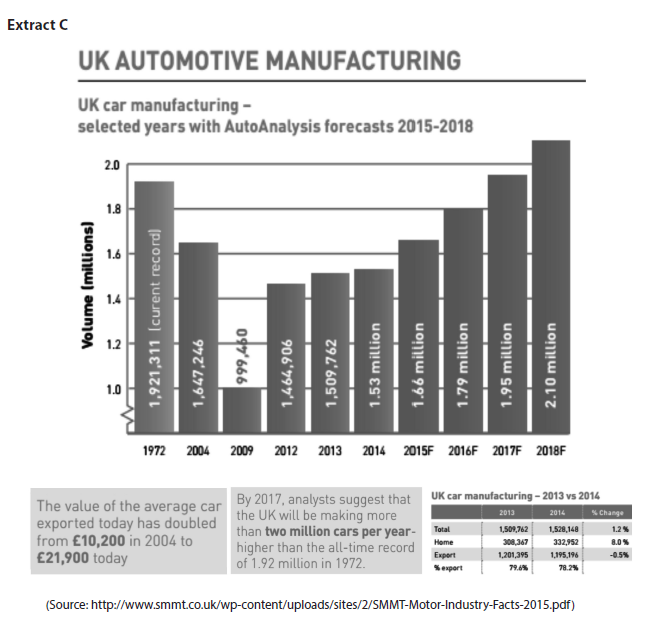 Extract C
UK AUTOMOTIVE MANUFACTURING
UK car manufacturing –
selected years with AutoAnalysis forecasts 2015-2018
Volume (millions)
2.0
1.8
1.6
1.4
1.2
1.0
1,921,311 (curent record)
1,647,246
999,460
1,464,906
1,509,762
1.53 million
1.66 million
1.79 million
1.95 million
2.10 million
1972 2004 2009 2012 2013 2014 2015F 2016F 2017F 2018F
The value of the average car
exported today has doubled
from £10,200 in 2004 to
£21,900 today
By 2017, analysts suggest that
the UK will be making more
than two million cars per year-
higher than the all-time record
of 1.92 million in 1972.
UK car manufacturing – 2013 vs 2014
2013 2014 % Change
Total 1,509,762 1,528,148 1.2%
Home 308,367 332,952 8.0%
Export 1,201,395 1,195,196 -0.5%
% export 79.6% 78.2%
(Source: http://www.smmt.co.uk/wp-content/uploads/sites/2/SMMT-Motor-Industry-Facts-2015.pdf)